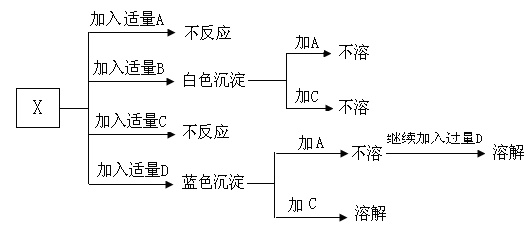 X
加入适量A 不反应
加入适量B 白色沉淀
加A 不溶
加C 不溶
加入适量C 不反应
加入适量D 蓝色沉淀
加A 不溶 继续加入过量D 溶解
加 C 溶解